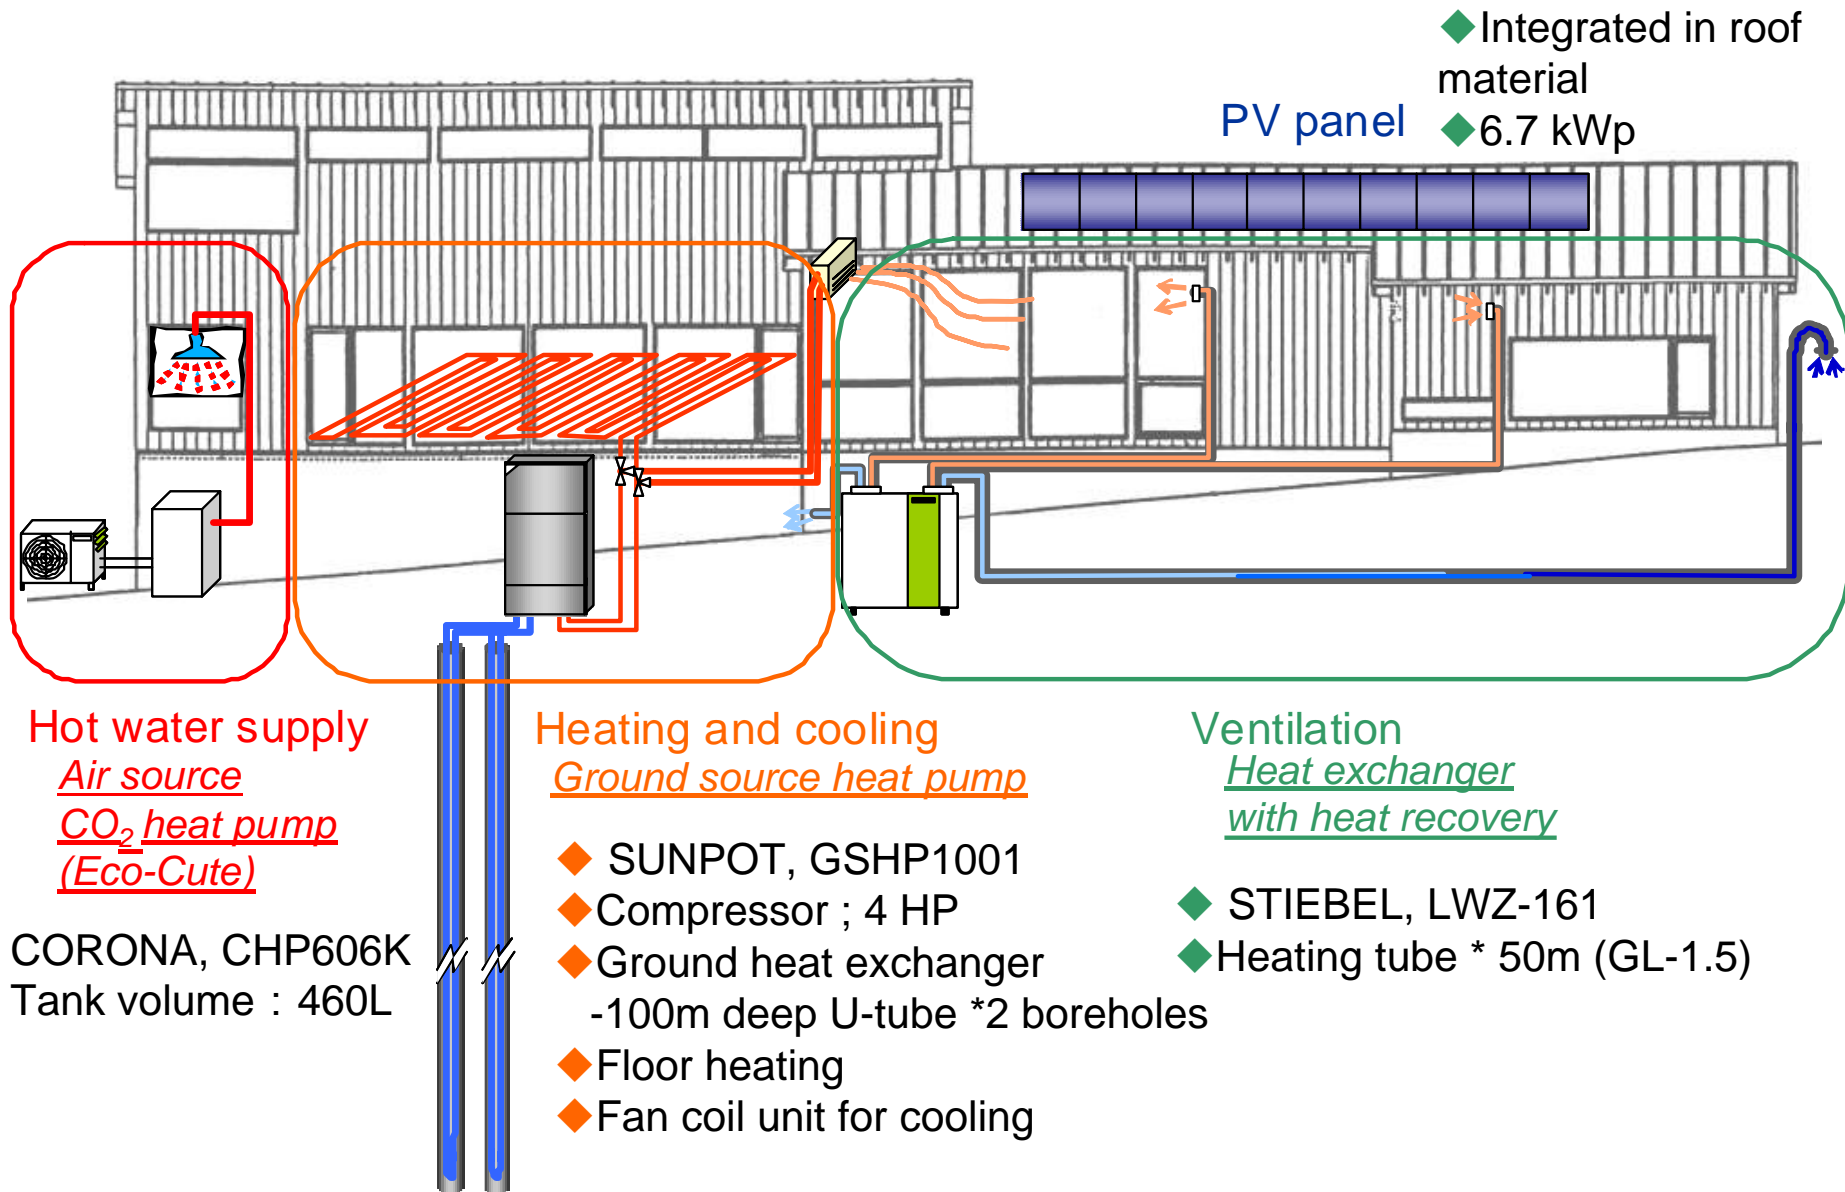 ◆Integrated in roof
material
PV panel
◆6.7 kWp
Hot water supply
Air source
CO₂ heat pump
(Eco-Cute)
CORONA, CHP606K
Tank volume : 460L
Heating and cooling
Ground source heat pump
◆ SUNPOT, GSHP1001
◆Compressor ; 4 HP
◆Ground heat exchanger
-100m deep U-tube *2 boreholes
◆Floor heating
◆Fan coil unit for cooling
Ventilation
Heat exchanger
with heat recovery
◆ STIEBEL, LWZ-161
◆Heating tube * 50m (GL-1.5)